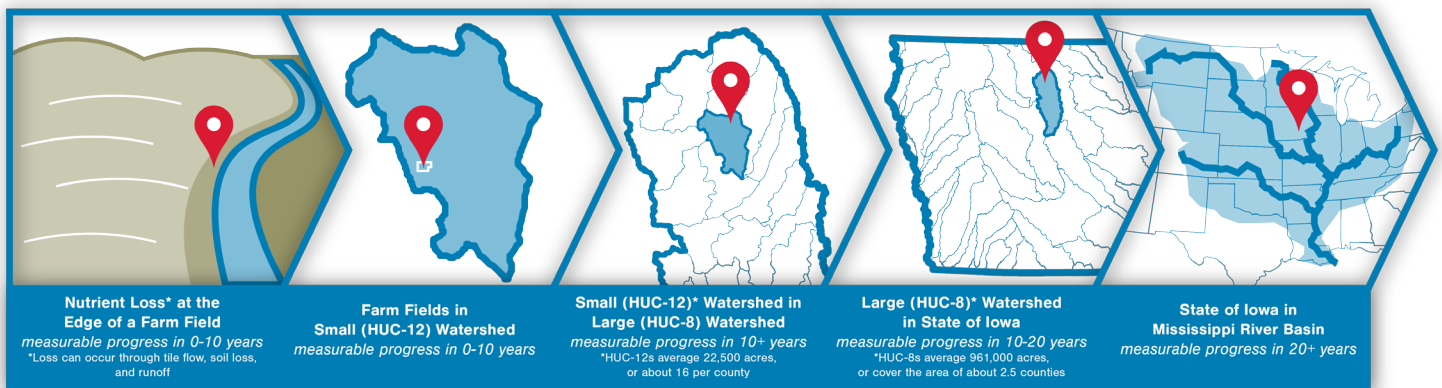 Nutrient Loss* at the
Edge of a Farm Field
measurable progress in 0-10 years
*Loss can occur through tile flow, soil loss,
and runoff
Farm Fields in
Small (HUC-12) Watershed
measurable progress in 0-10 years
Small (HUC-12)* Watershed in
Large (HUC-8) Watershed
measurable progress in 10+ years
*HUC-12s average 22,500 acres,
or about 16 per county
Large (HUC-8)* Watershed
in State of Iowa
measurable progress in 10-20 years
*HUC-8s average 961,000 acres,
or cover the area of about 2.5 counties
State of Iowa in
Mississippi River Basin
measurable progress in 20+ years